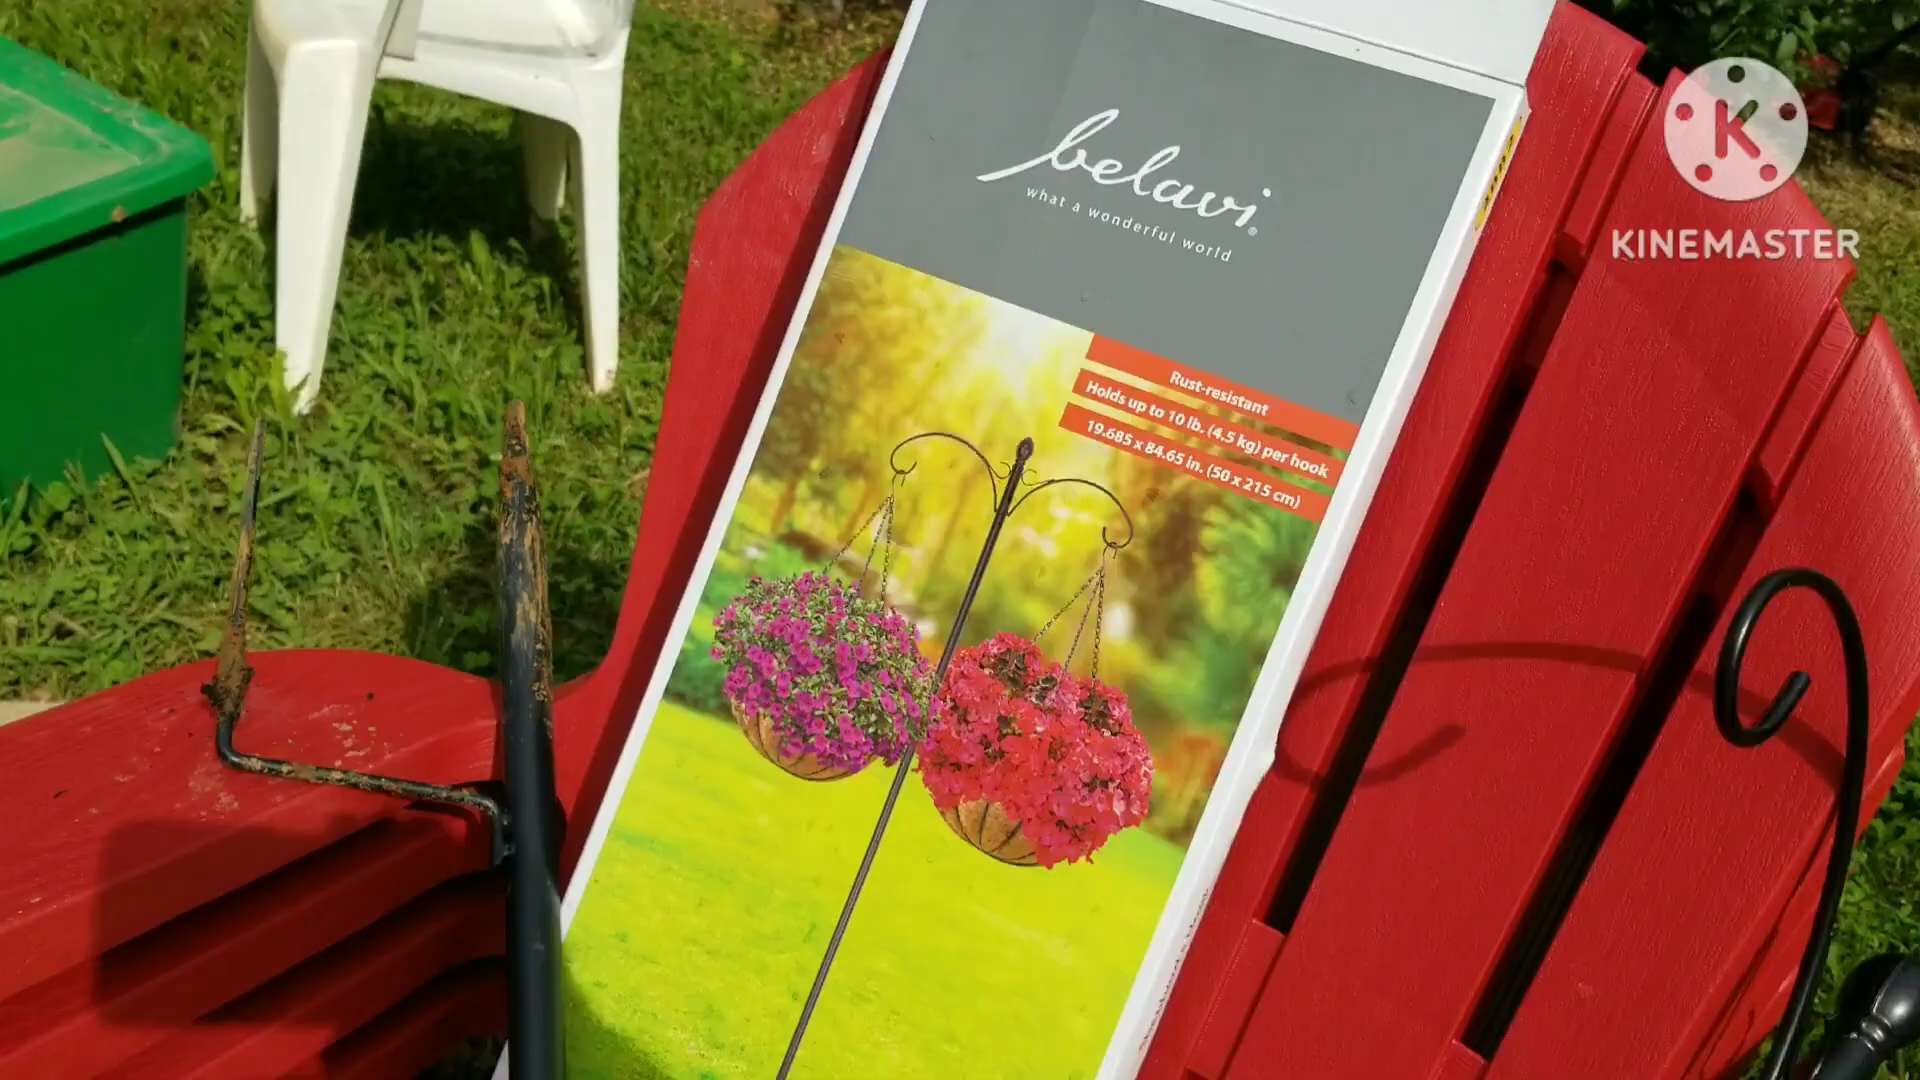 belavi®
what a wonderful world
Rust-resistant
Holds up to 10 lb. (4.5 kg) per hook
19.685 x 84.65 in. (50 x 215 cm)
K
KINEMASTER